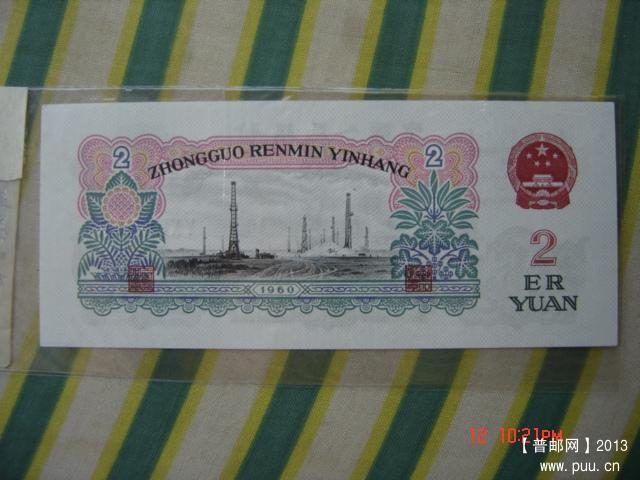 ZHONGGUO RENMIN YINHANG
2 2
2
ER
YUAN
1960
12 10:21PM
【普邮网】2013
www.puu.cn